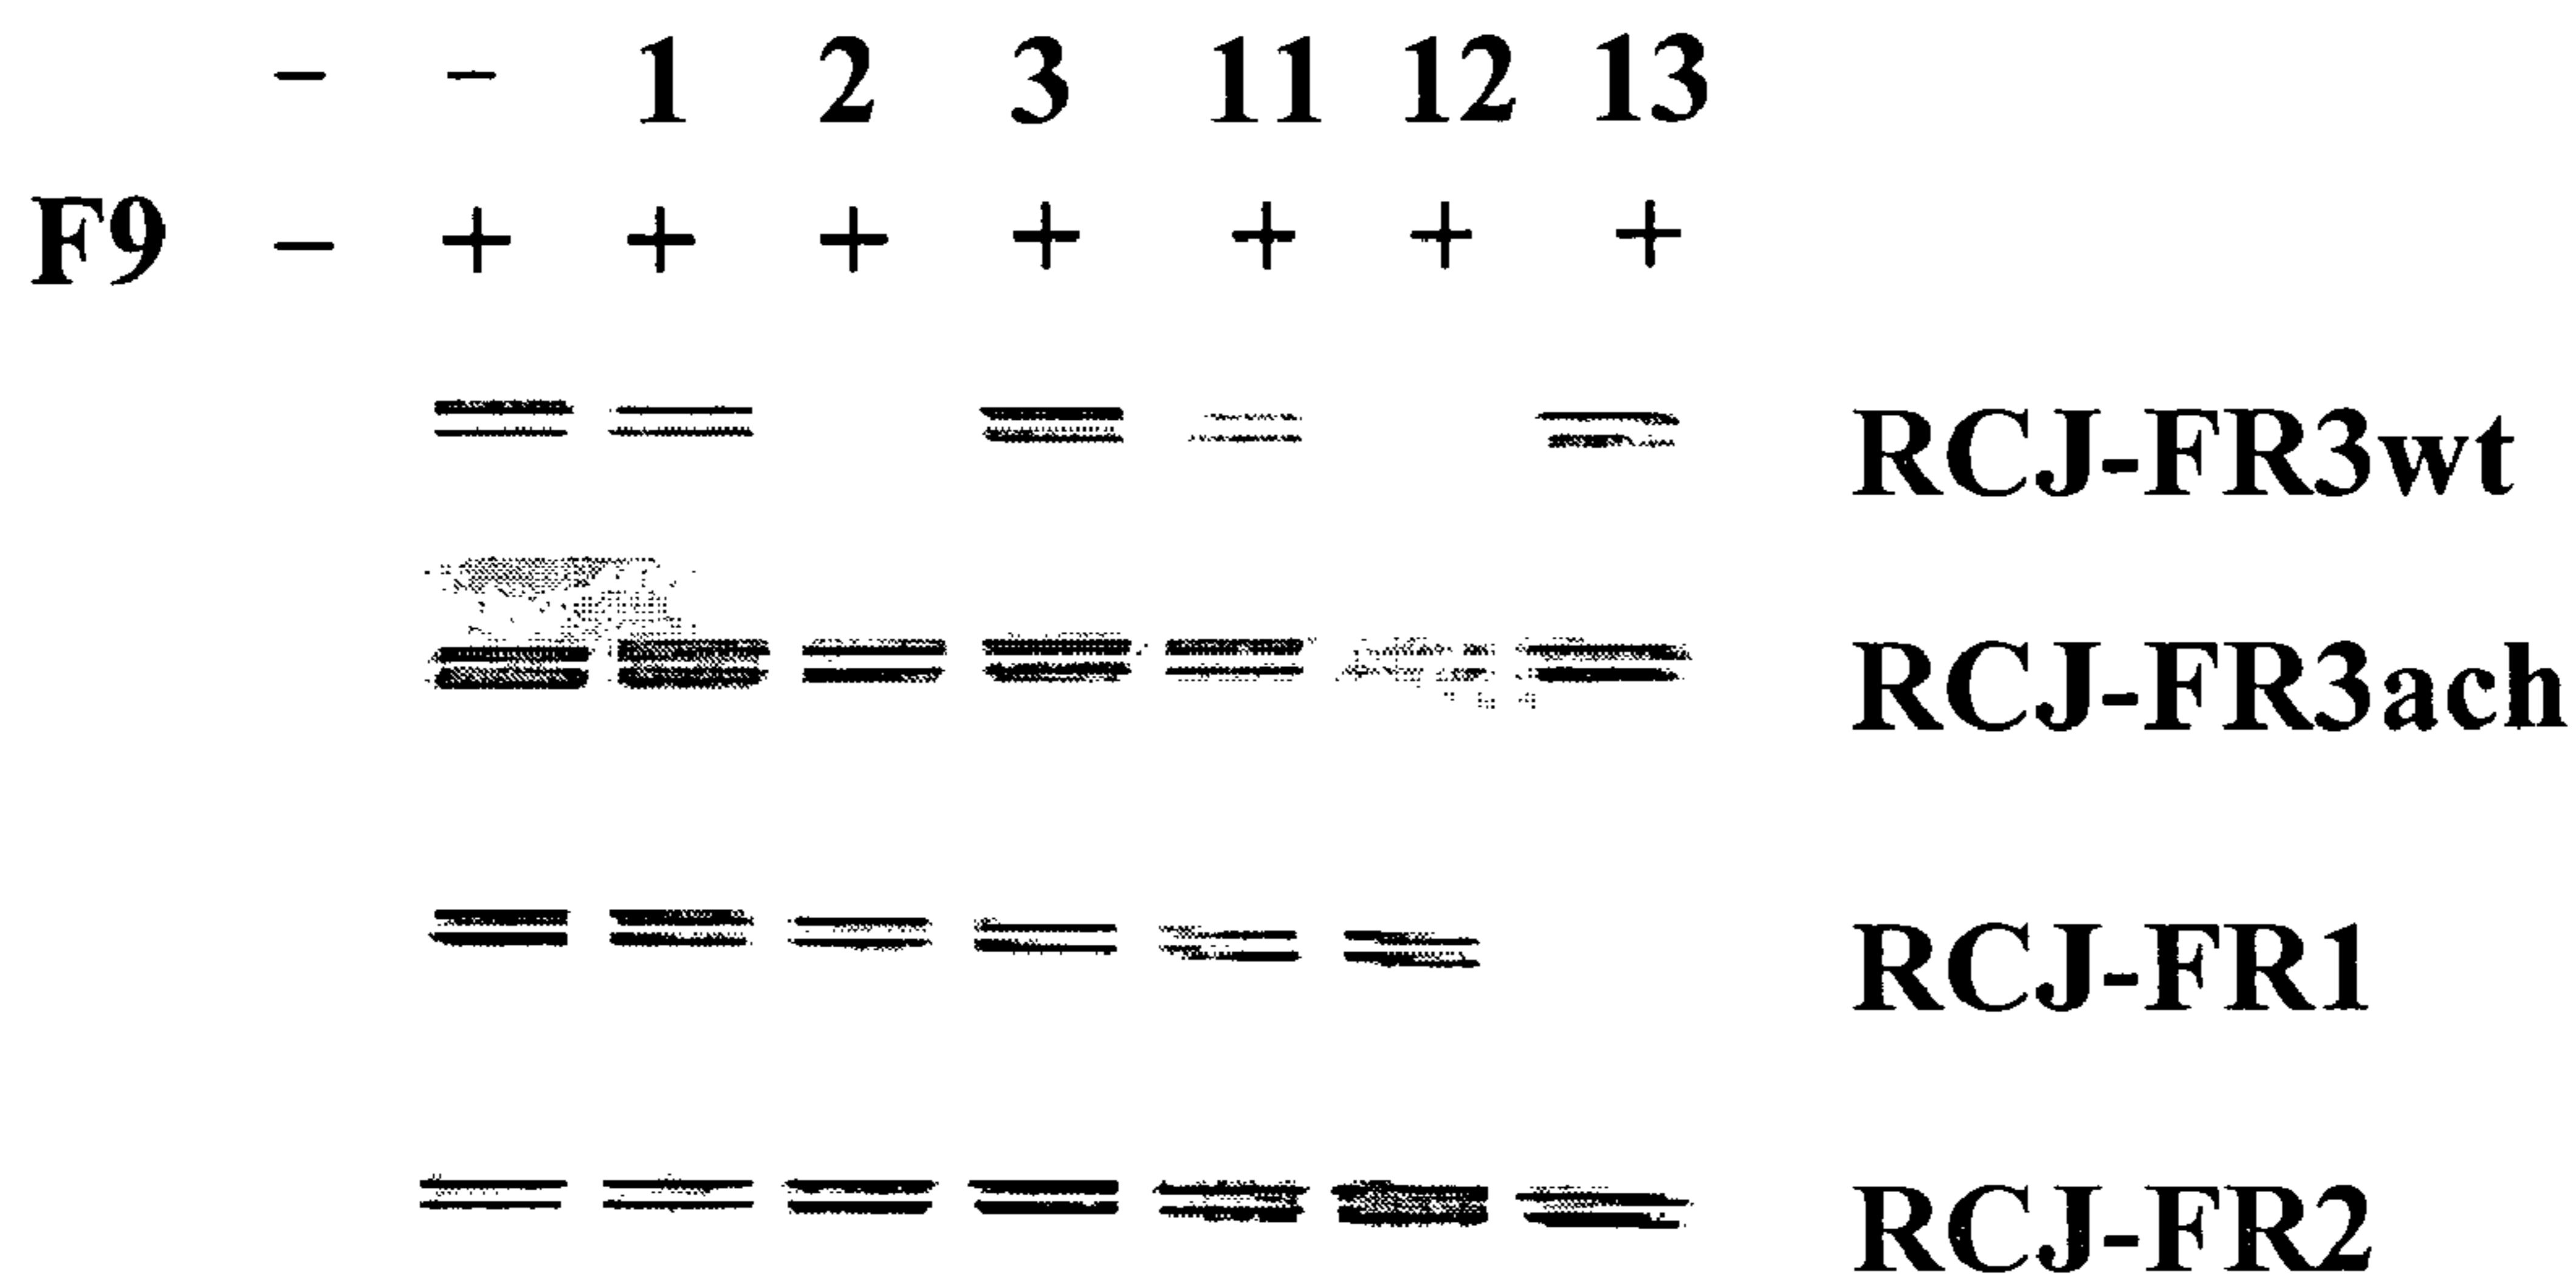 – – 1 2 3 11 12 13
F9 – + + + + + + +
RCJ-FR3wt
RCJ-FR3ach
RCJ-FR1
RCJ-FR2